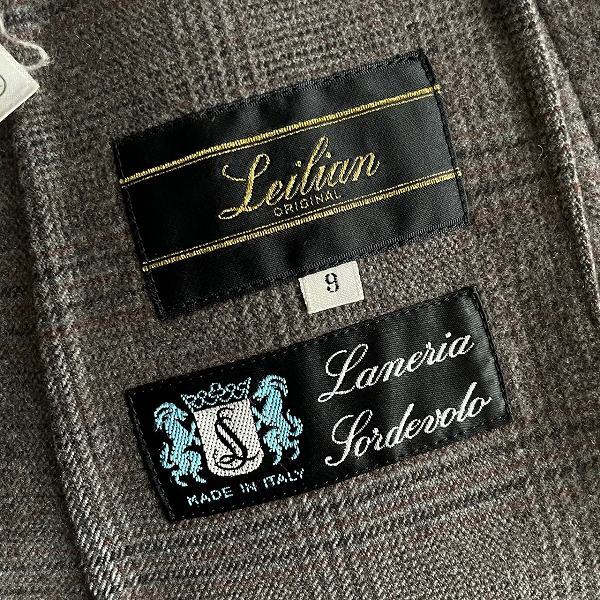 Leilian
ORIGINAL
9
Laneria
Sordevolo
MADE IN ITALY